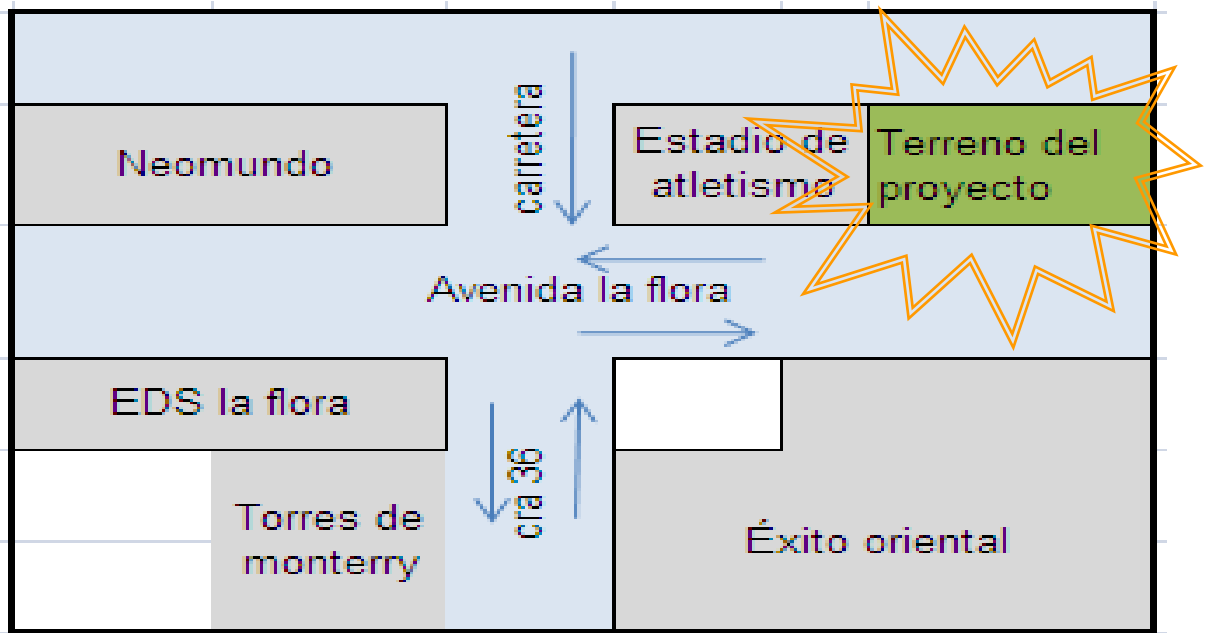 Neomundo
carretera
Estadio de
atletismo
Terreno del
proyecto
Avenida la flora
EDS la flora
cra 36
Torres de
monterry
Éxito oriental